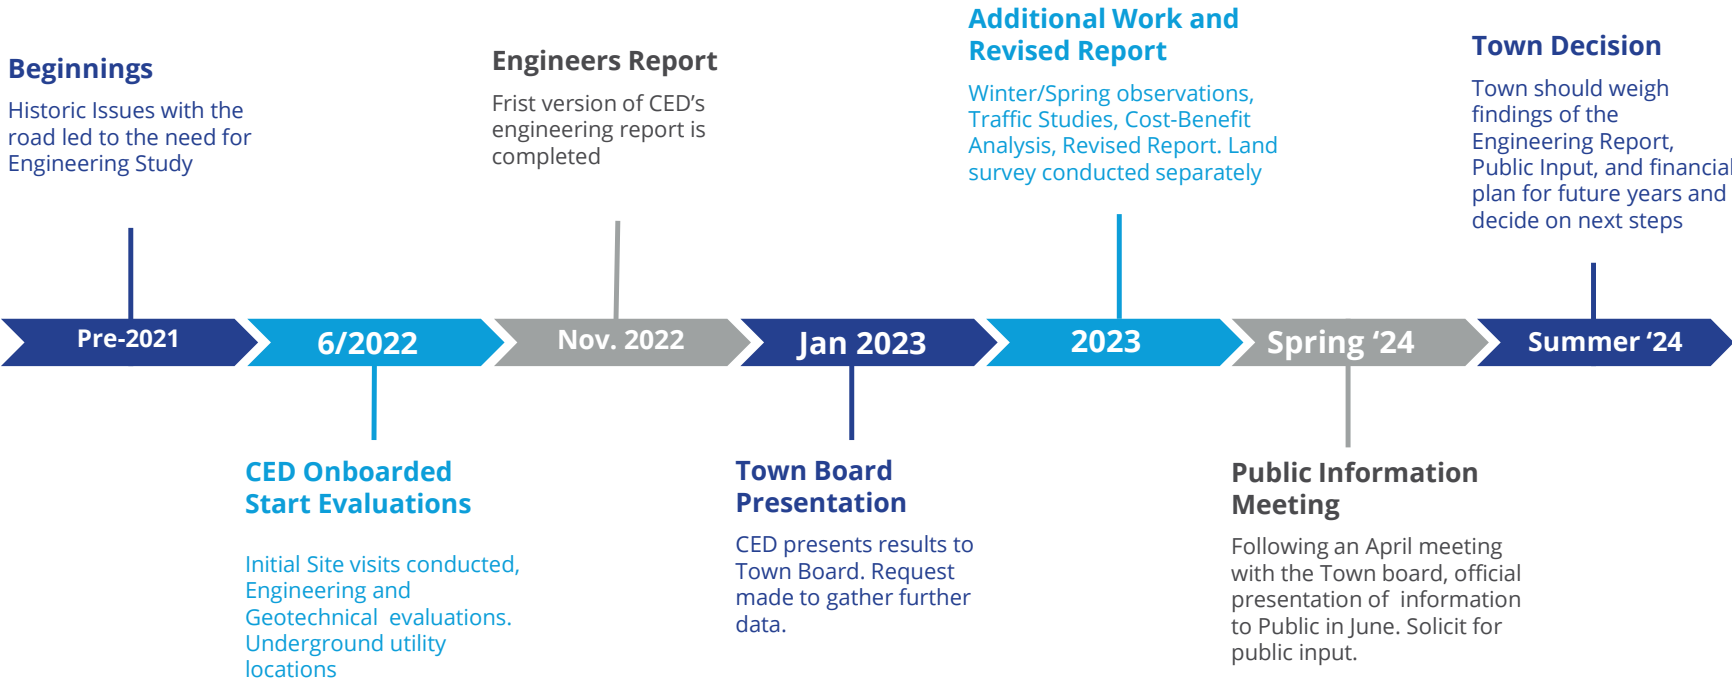 Beginnings
Historic Issues with the
road led to the need for
Engineering Study
Engineers Report
Frist version of CED’s
engineering report is
completed
Additional Work and
Revised Report
Winter/Spring observations,
Traffic Studies, Cost-Benefit
Analysis, Revised Report. Land
survey conducted separately
Town Decision
Town should weigh
findings of the
Engineering Report,
Public Input, and financial
plan for future years and
decide on next steps
Pre-2021
6/2022
Nov. 2022
Jan 2023
2023
Spring ‘24
Summer ‘24
CED Onboarded
Start Evaluations
Initial Site visits conducted,
Engineering and
Geotechnical evaluations.
Underground utility
locations
Town Board
Presentation
CED presents results to
Town Board. Request
made to gather further
data.
Public Information
Meeting
Following an April meeting
with the Town board, official
presentation of information
to Public in June. Solicit for
public input.